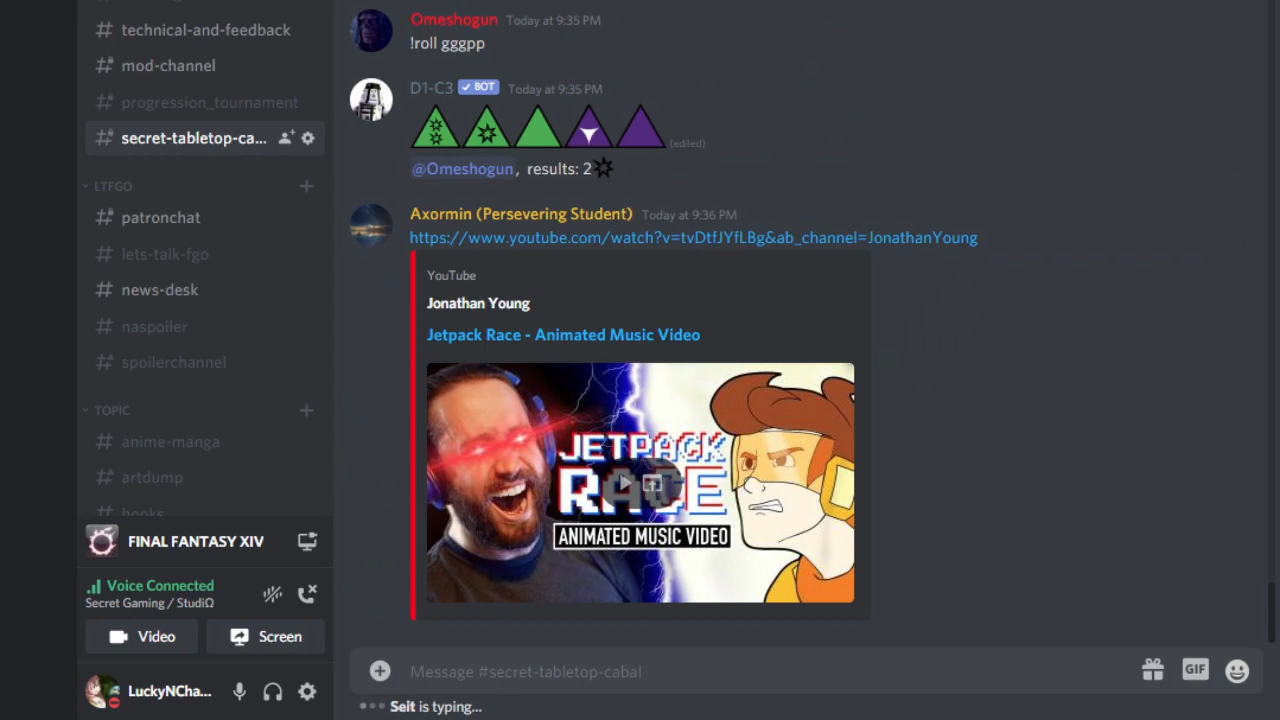 technical-and-feedback
mod-channel
progression_tournament
secret-tabletop-ca...
LTFGO
patronchat
lets-talk-fgo
news-desk
naspoiler
spoilerchannel
TOPIC
anime-manga
artdump
books
FINAL FANTASY XIV
Voice Connected
Secret Gaming / StudiΩ
Video
Screen
LuckyNCha...
Omeshogun Today at 9:35 PM
!roll gggpp
D1-C3 ✓ BOT Today at 9:35 PM
(edited)
@Omeshogun, results: 2
Axormin (Persevering Student) Today at 9:36 PM
https://www.youtube.com/watch?v=tvDtfJYfLBg&ab_channel=JonathanYoung
YouTube
Jonathan Young
Jetpack Race - Animated Music Video
JETPACK
RACE
ANIMATED MUSIC VIDEO
Message #secret-tabletop-cabal
GIF
Seit is typing...